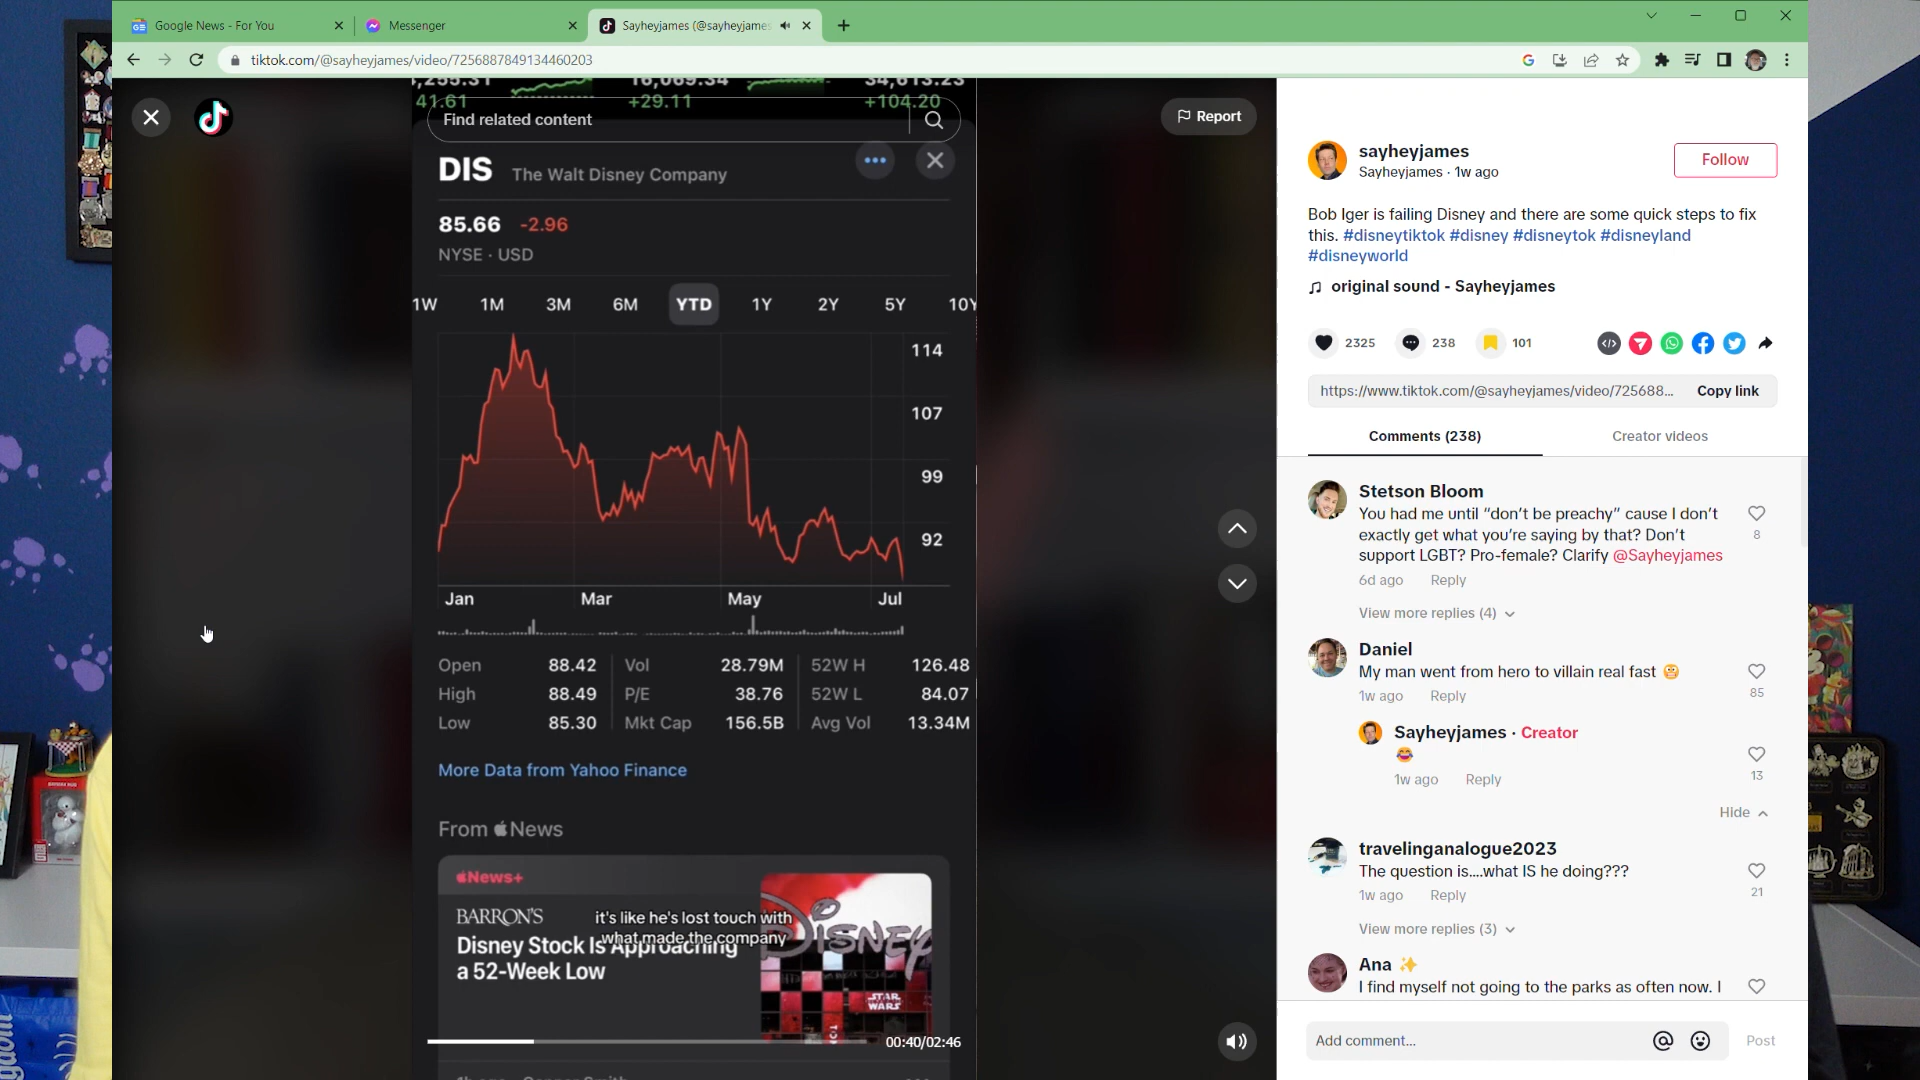 Google News - For You
Messenger
Sayheyjames (@sayheyjames
tiktok.com/@sayheyjames/video/7256887849134460203
41.61
+29.11
+104.20
Find related content
Report
DIS The Walt Disney Company
85.66 -2.96
NYSE · USD
1W 1M 3M 6M YTD 1Y 2Y 5Y 10Y
114
107
99
92
Jan Mar May Jul
Open 88.42 Vol 28.79M 52W H 126.48
High 88.49 P/E 38.76 52W L 84.07
Low 85.30 Mkt Cap 156.5B Avg Vol 13.34M
More Data from Yahoo Finance
From News
News+
BARRON'S
Disney Stock Is Approaching
a 52-Week Low
it's like he's lost touch with
what made the company
DISNEY
STAR
WARS
00:40/02:46
sayheyjames
Sayheyjames · 1w ago
Follow
Bob Iger is failing Disney and there are some quick steps to fix
this. #disneytiktok #disney #disneytok #disneyland
#disneyworld
original sound - Sayheyjames
2325 238 101
https://www.tiktok.com/@sayheyjames/video/725688... Copy link
Comments (238) Creator videos
Stetson Bloom
You had me until “don’t be preachy” cause I don’t
exactly get what you’re saying by that? Don’t
support LGBT? Pro-female? Clarify @Sayheyjames
8
6d ago Reply
View more replies (4)
Daniel
My man went from hero to villain real fast 😬
85
1w ago Reply
Sayheyjames · Creator
😂
13
1w ago Reply
Hide
travelinganalogue2023
The question is....what IS he doing???
21
1w ago Reply
View more replies (3)
Ana ✨
I find myself not going to the parks as often now. I
Add comment...
Post